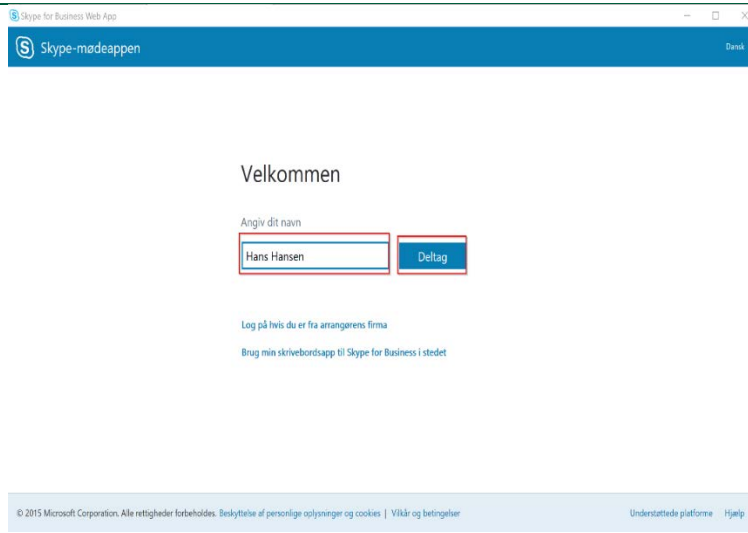 Skype for Business Web App
Skype-mødeappen
Dansk
Velkommen
Angiv dit navn
Hans Hansen
Deltag
Log på hvis du er fra arrangørens firma
Brug min skrivebordsapp til Skype for Business i stedet
© 2015 Microsoft Corporation. Alle rettigheder forbeholdes. Beskyttelse af personlige oplysninger og cookies | Vilkår og betingelser Understøttede platforme Hjælp